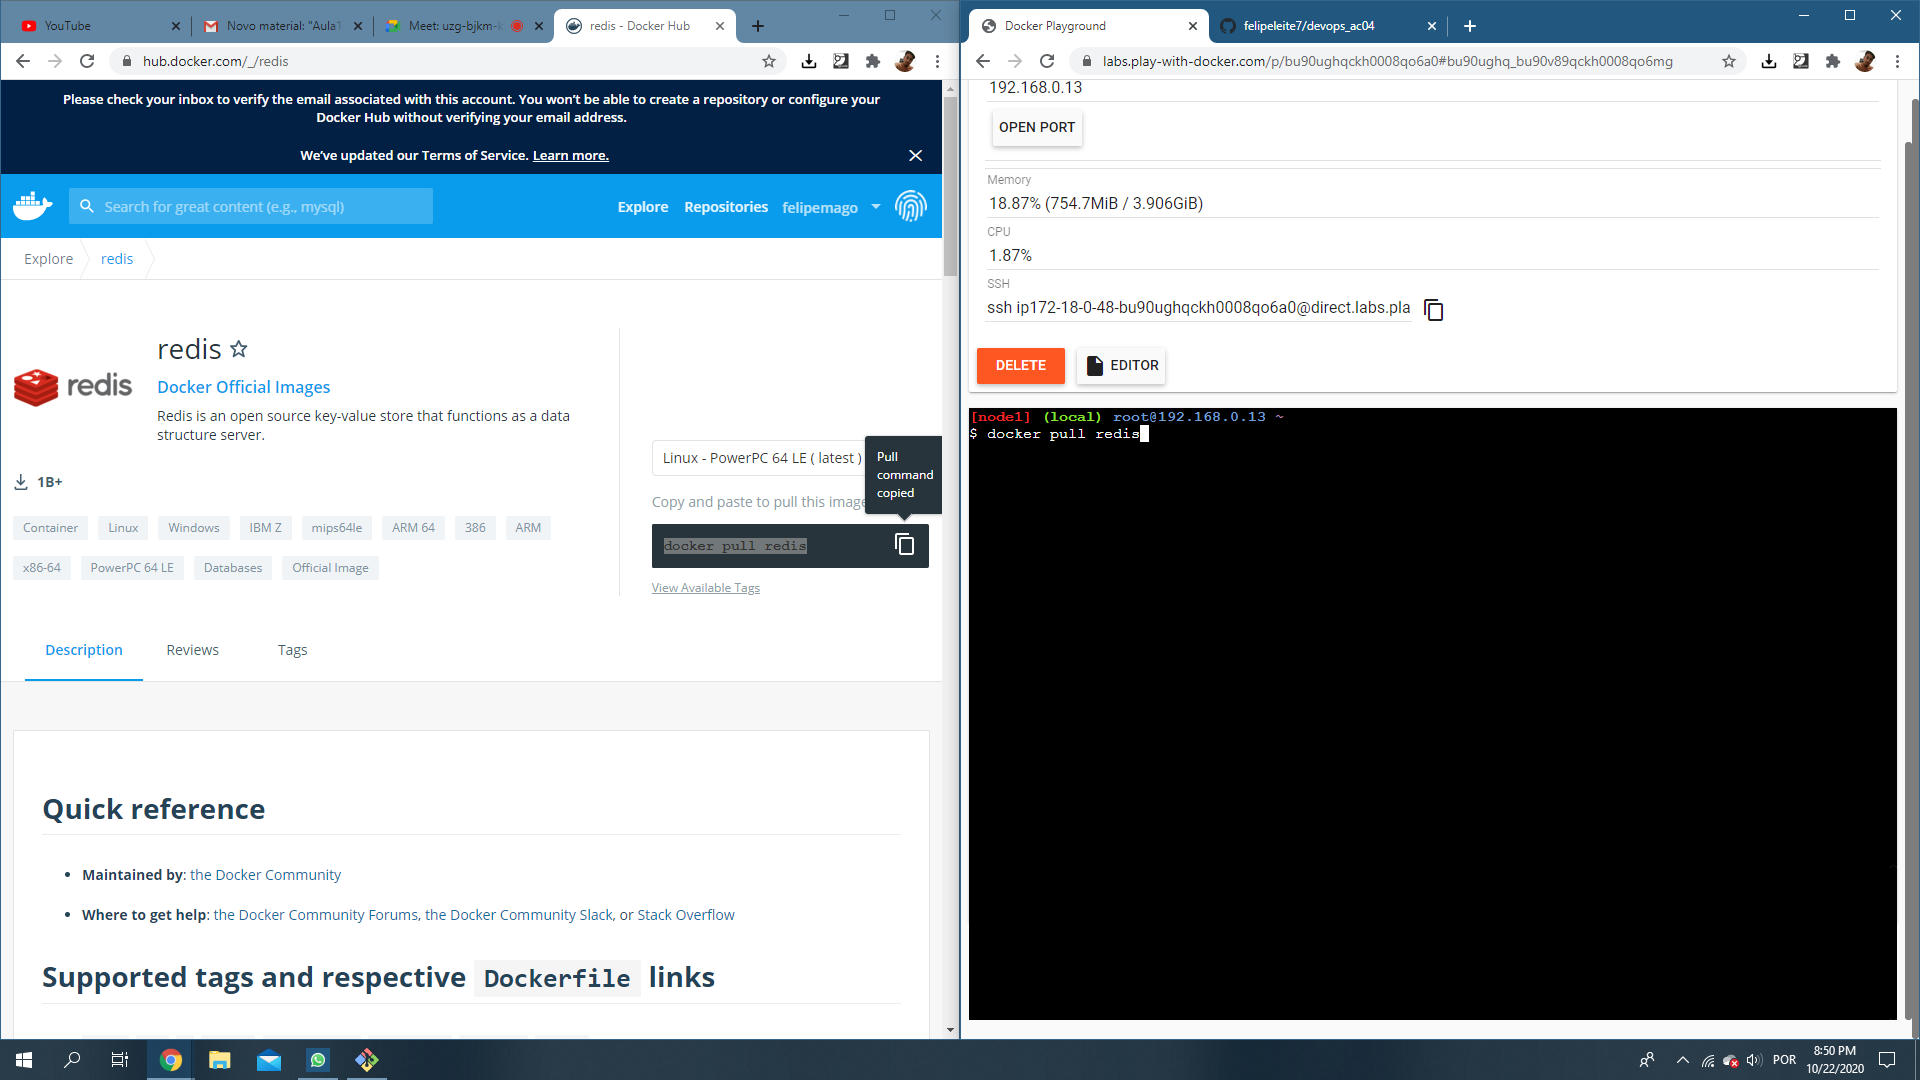 YouTube
Novo material: "Aula
Meet: uzg-bjkm-
redis - Docker Hub
hub.docker.com/_/redis
Please check your inbox to verify the email associated with this account. You won't be able to create a repository or configure your
Docker Hub without verifying your email address.
We've updated our Terms of Service. Learn more.
Search for great content (e.g., mysql)
Explore
Repositories
felipemago
Explore
redis
redis
redis
Docker Official Images
Redis is an open source key-value store that functions as a data
structure server.
1B+
Container
Linux
Windows
IBM Z
mips64le
ARM 64
386
ARM
x86-64
PowerPC 64 LE
Databases
Official Image
Linux - PowerPC 64 LE ( latest )
Pull
command
copied
Copy and paste to pull this image
docker pull redis
View Available Tags
Description
Reviews
Tags
Quick reference
• Maintained by: the Docker Community
• Where to get help: the Docker Community Forums, the Docker Community Slack, or Stack Overflow
Supported tags and respective Dockerfile links
Docker Playground
felipeleite7/devops_ac04
labs.play-with-docker.com/p/bu90ughqckh0008qo6a0#bu90ughq_bu90v89qckh0008qo6mg
192.168.0.13
OPEN PORT
Memory
18.87% (754.7MiB / 3.906GiB)
CPU
1.87%
SSH
ssh ip172-18-0-48-bu90ughqckh0008qo6a0@direct.labs.pla
DELETE
EDITOR
[node1] (local) root@192.168.0.13 ~
$ docker pull redis
POR
8:50 PM
10/22/2020